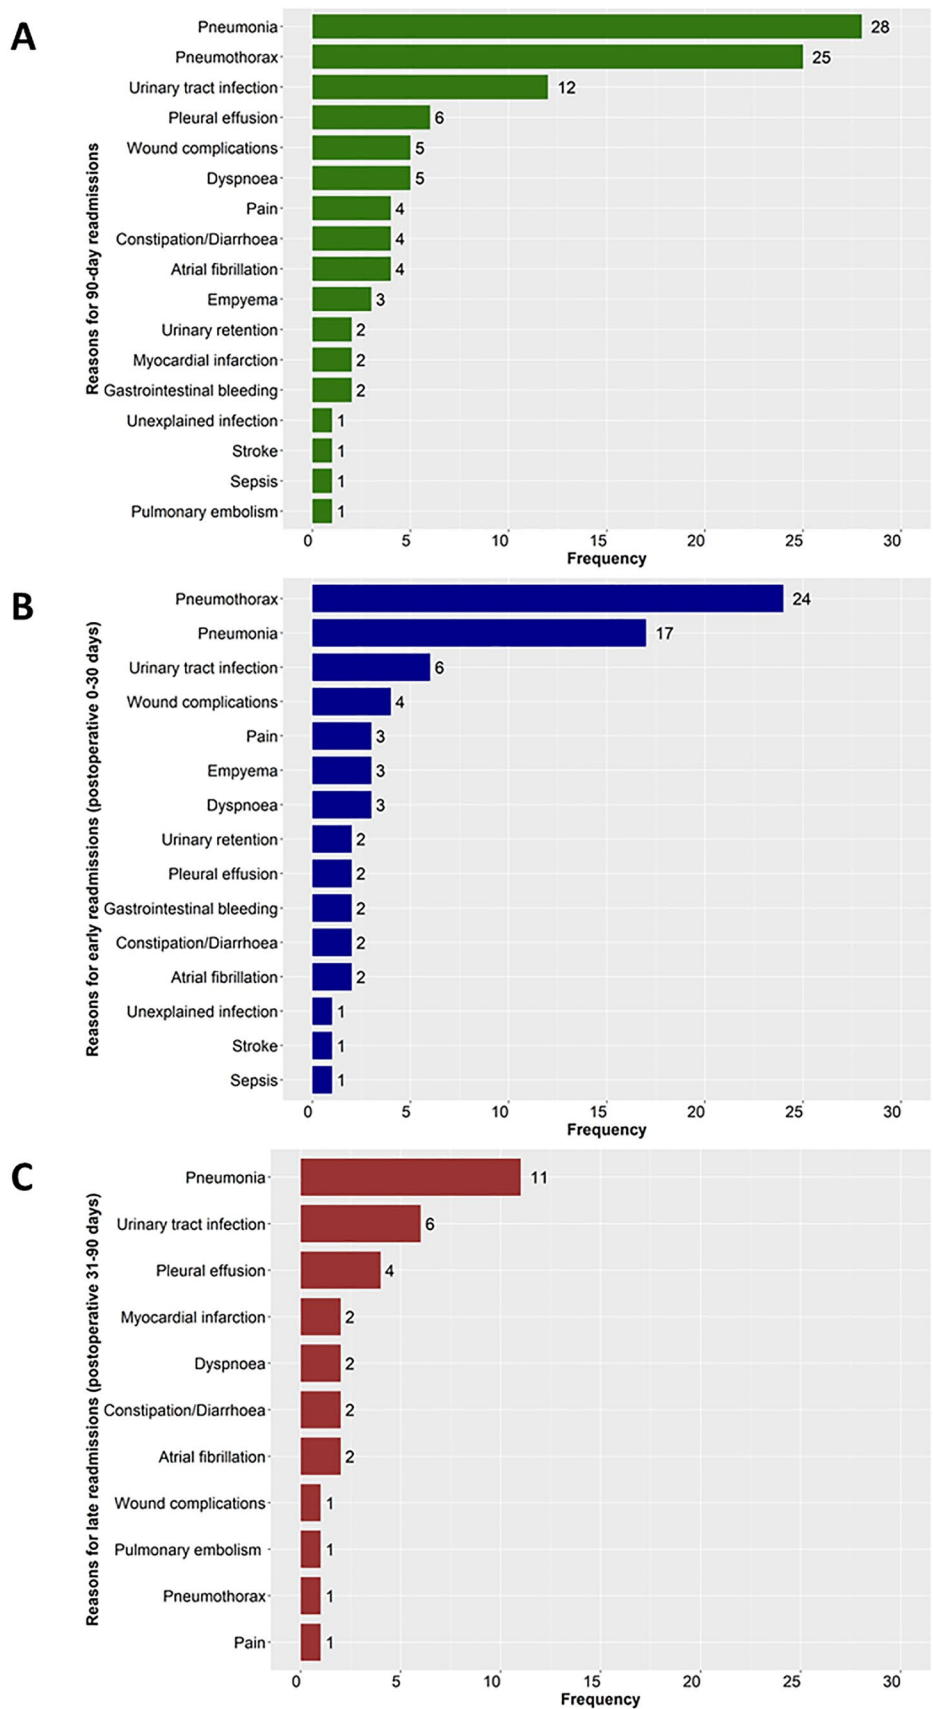 A
Reasons for 90-day readmissions
Pneumonia 28
Pneumothorax 25
Urinary tract infection 12
Pleural effusion 6
Wound complications 5
Dyspnoea 5
Pain 4
Constipation/Diarrhoea 4
Atrial fibrillation 4
Empyema 3
Urinary retention 2
Myocardial infarction 2
Gastrointestinal bleeding 2
Unexplained infection 1
Stroke 1
Sepsis 1
Pulmonary embolism 1
0 5 10 15 20 25 30
Frequency
B
Reasons for early readmissions (postoperative 0-30 days)
Pneumothorax 24
Pneumonia 17
Urinary tract infection 6
Wound complications 4
Pain 3
Empyema 3
Dyspnoea 3
Urinary retention 2
Pleural effusion 2
Gastrointestinal bleeding 2
Constipation/Diarrhoea 2
Atrial fibrillation 2
Unexplained infection 1
Stroke 1
Sepsis 1
0 5 10 15 20 25 30
Frequency
C
Reasons for late readmissions (postoperative 31-90 days)
Pneumonia 11
Urinary tract infection 6
Pleural effusion 4
Myocardial infarction 2
Dyspnoea 2
Constipation/Diarrhoea 2
Atrial fibrillation 2
Wound complications 1
Pulmonary embolism 1
Pneumothorax 1
Pain 1
0 5 10 15 20 25 30
Frequency